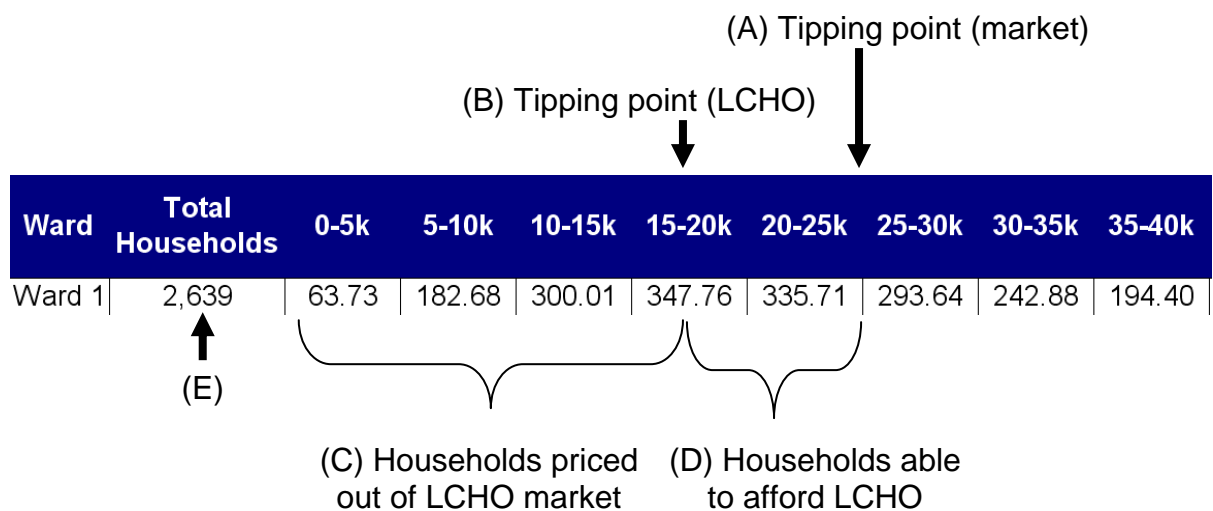 (A) Tipping point (market)
(B) Tipping point (LCHO)
Ward Total Households 0-5k 5-10k 10-15k 15-20k 20-25k 25-30k 30-35k 35-40k
Ward 1 2,639 63.73 182.68 300.01 347.76 335.71 293.64 242.88 194.40
(E)
(C) Households priced
out of LCHO market
(D) Households able
to afford LCHO